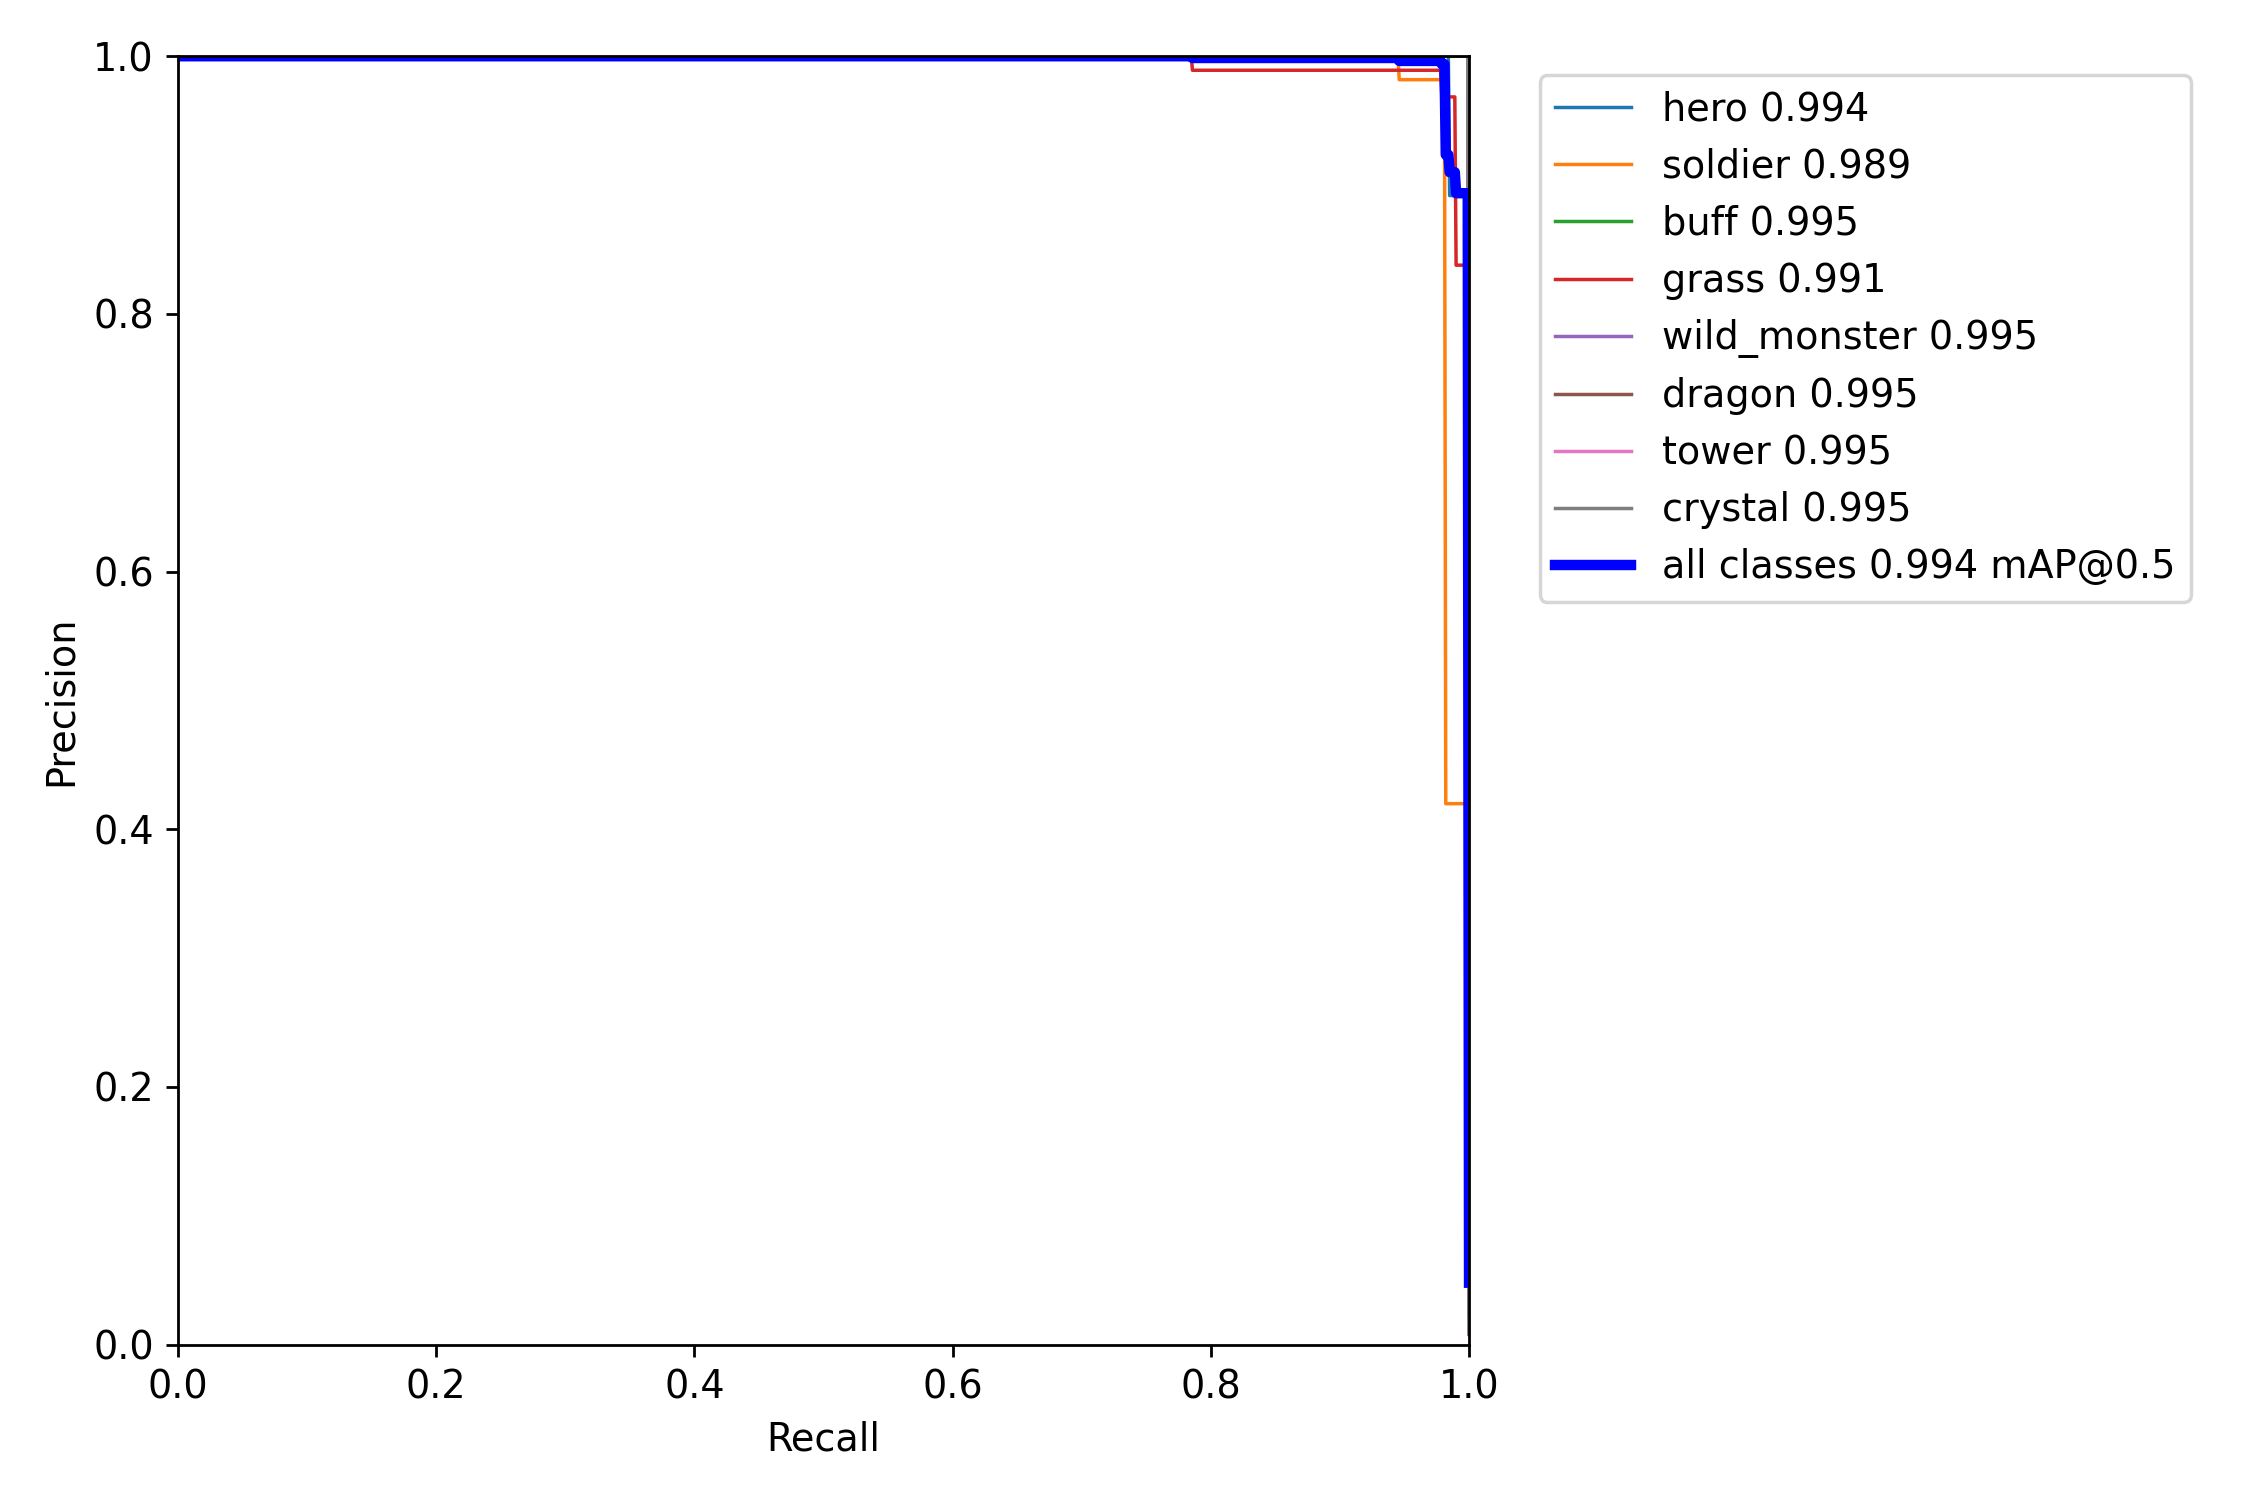 1.0
0.8
0.6
0.4
0.2
0.0
Precision
0.0 0.2 0.4 0.6 0.8 1.0
Recall
hero 0.994
soldier 0.989
buff 0.995
grass 0.991
wild_monster 0.995
dragon 0.995
tower 0.995
crystal 0.995
all classes 0.994 mAP@0.5